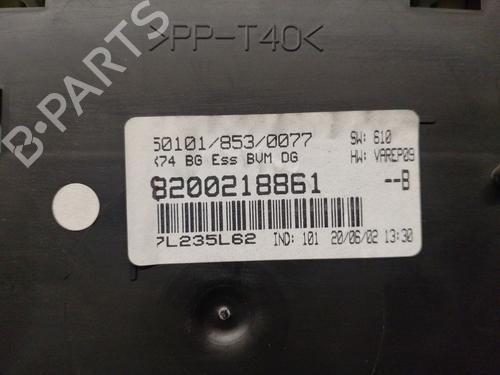 >PP-T40<
50101/853/0077
SW: 610
X74 BG Ess BVM DG
HW: VAREP09
8200218861
--B
7L235L62
IND: 101
20/06/02 13:30
B-PARTS